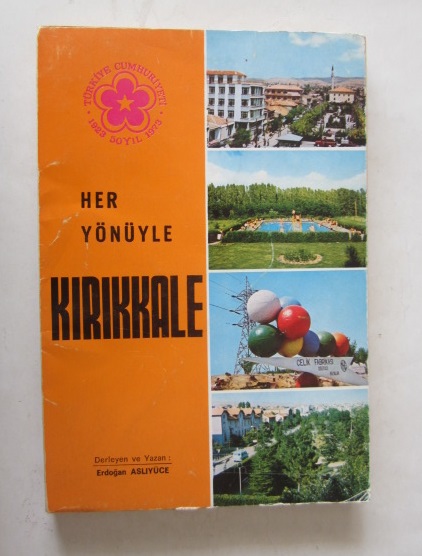 TÜRKİYE CUMHURİYETİ
1923 50.YIL 1973
HER
YÖNÜYLE
KIRIKKALE
ÇELİK FABRİKASI
Derleyen ve Yazan :
Erdoğan ASLIYÜCE